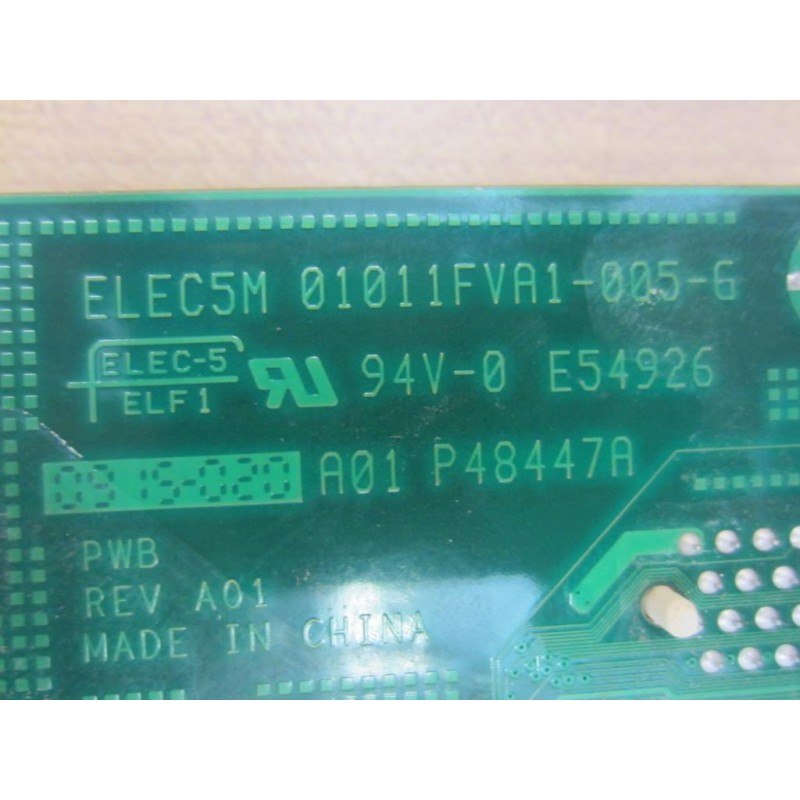 ELEC5M 01011FVA1-005-G
ELEC-5
ELF1
94V-0 E54926
A01 P48447A
PWB
REV A01
MADE IN CHINA